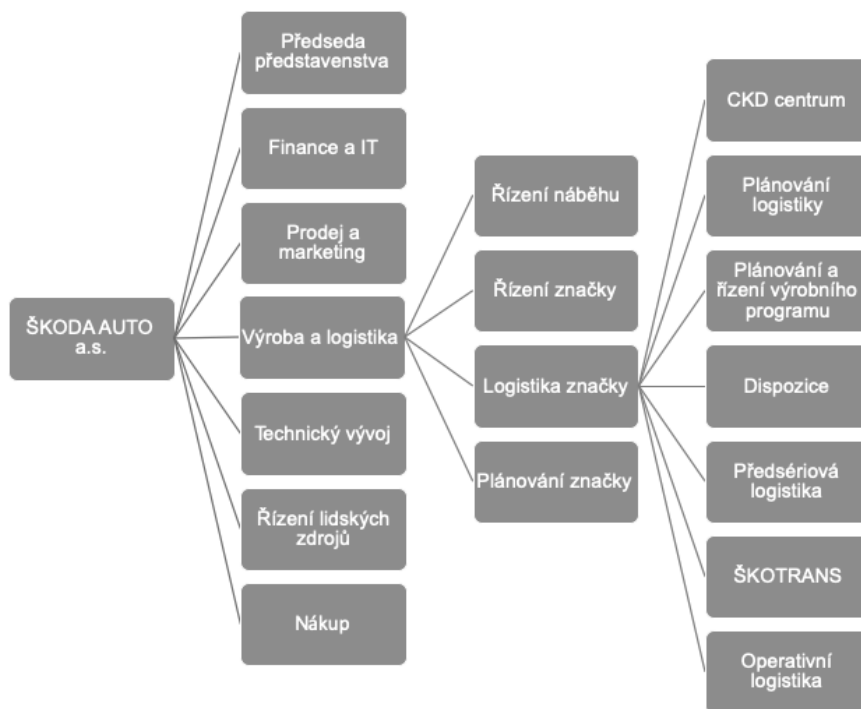 ŠKODA AUTO
a.s.
Předseda
představenstva
Finance a IT
Prodej a
marketing
Výroba a logistika
Technický vývoj
Řízení lidských
zdrojů
Nákup
Řízení náběhu
Řízení značky
Logistika značky
Plánování značky
CKD centrum
Plánování
logistiky
Plánování a
řízení výrobního
programu
Dispozice
Předsériová
logistika
ŠKOTRANS
Operativní
logistika